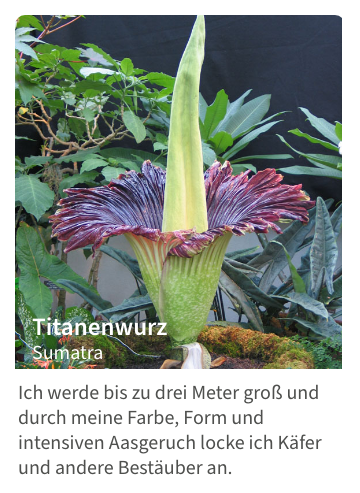 Titanenwurz
Sumatra
Ich werde bis zu drei Meter groß und
durch meine Farbe, Form und
intensiven Aasgeruch locke ich Käfer
und andere Bestäuber an.